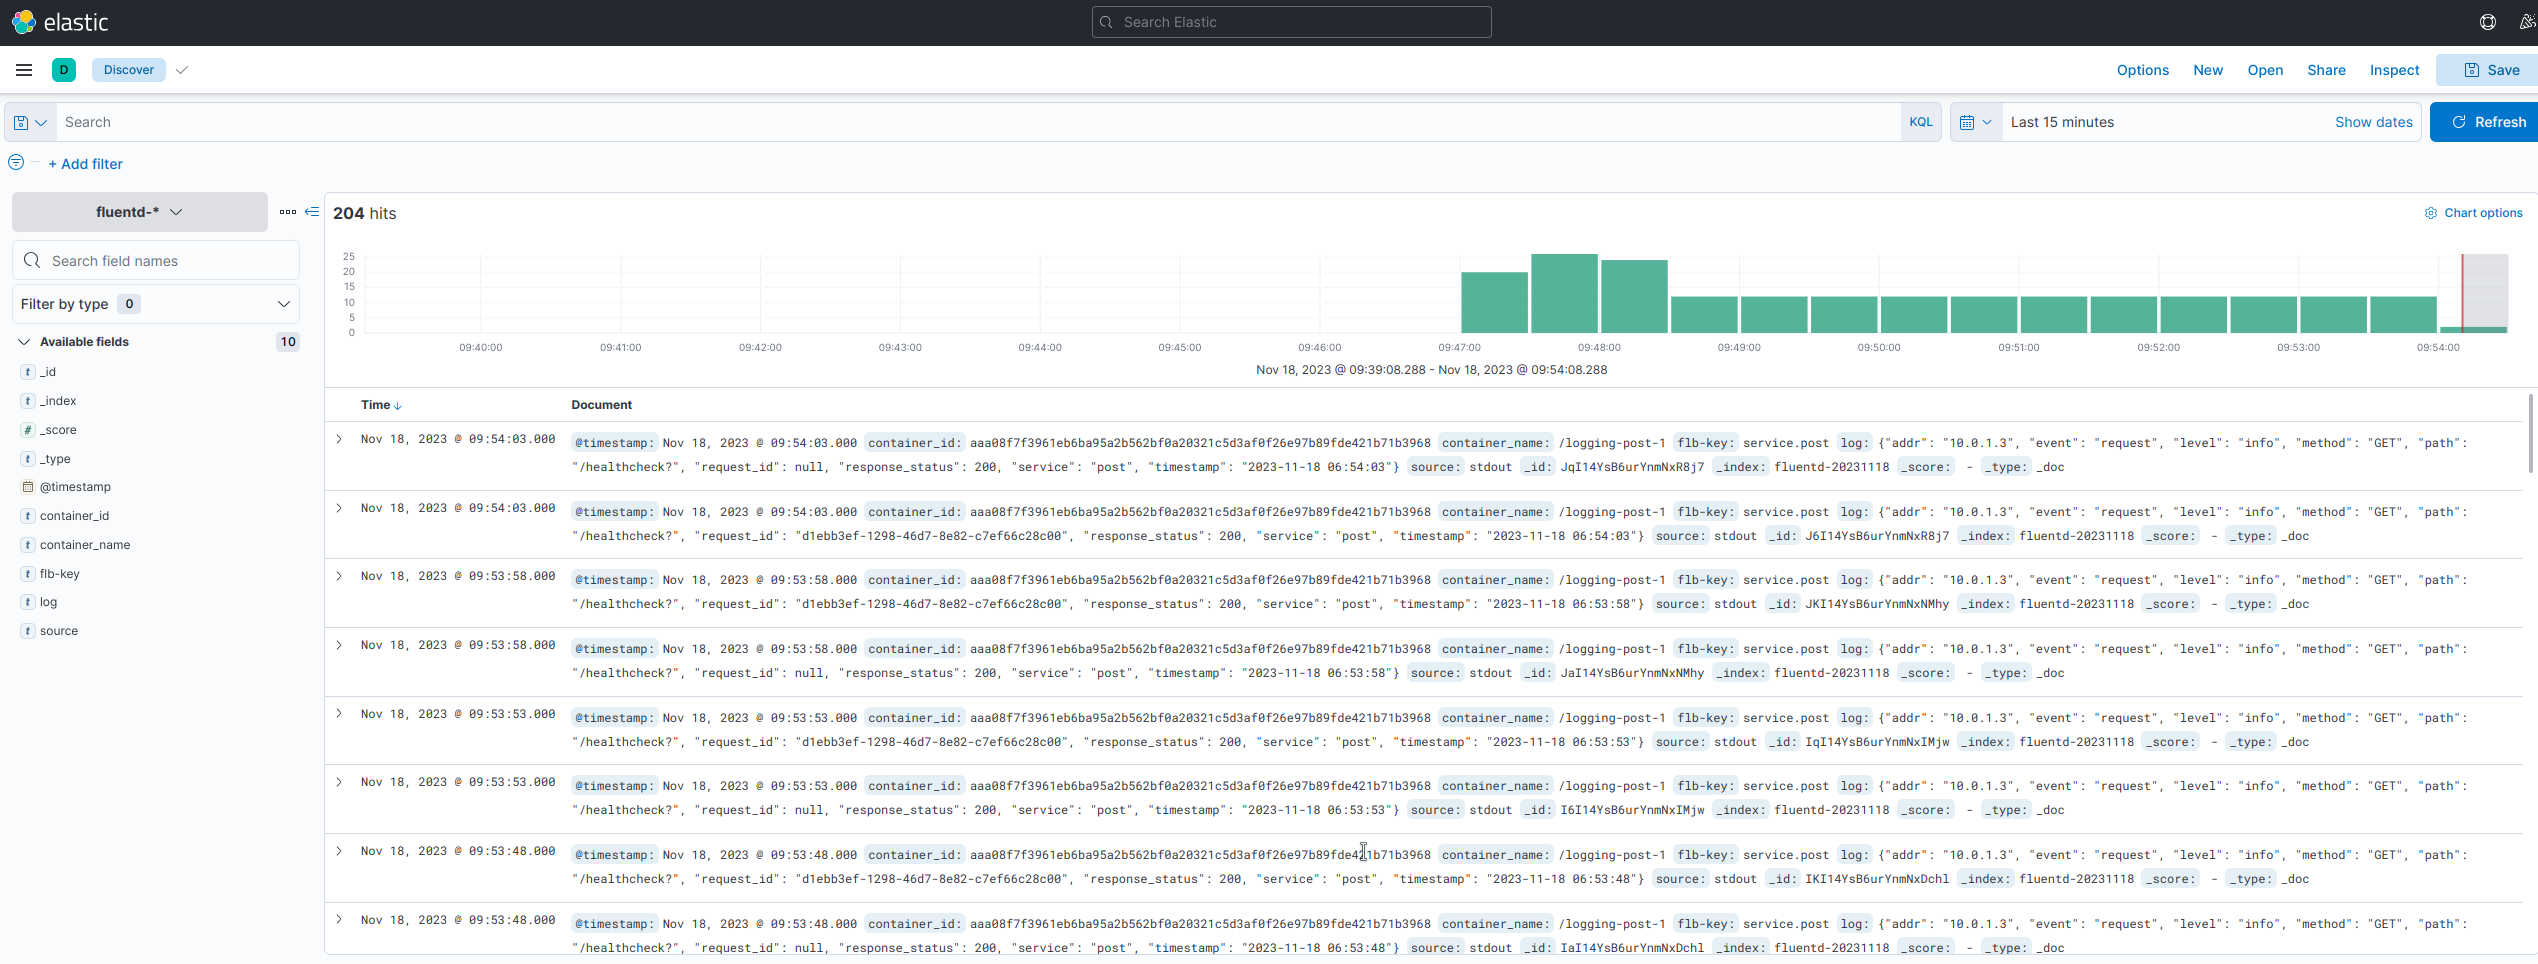 elastic
Search Elastic
D Discover Options New Open Share Inspect Save
Search KQL Last 15 minutes Show dates Refresh
+ Add filter
fluentd-*
Search field names
Filter by type 0
Available fields 10
t _id
t _index
# _score
t _type
@timestamp
t container_id
t container_name
t flb-key
t log
t source
204 hits Chart options
25
20
15
10
5
0
09:40:00 09:41:00 09:42:00 09:43:00 09:44:00 09:45:00 09:46:00 09:47:00 09:48:00 09:49:00 09:50:00 09:51:00 09:52:00 09:53:00 09:54:00
Nov 18, 2023 @ 09:39:08.288 - Nov 18, 2023 @ 09:54:08.288
Time Document
Nov 18, 2023 @ 09:54:03.000 @timestamp: Nov 18, 2023 @ 09:54:03.000 container_id: aaa08f7f3961eb6ba95a2b562bf0a20321c5d3af0f26e97b89fde421b71b3968 container_name: /logging-post-1 flb-key: service.post log: {"addr": "10.0.1.3", "event": "request", "level": "info", "method": "GET", "path":
"/healthcheck?", "request_id": null, "response_status": 200, "service": "post", "timestamp": "2023-11-18 06:54:03"} source: stdout _id: JqI14YsB6urYnmNxR8j7 _index: fluentd-20231118 _score: - _type: _doc
Nov 18, 2023 @ 09:54:03.000 @timestamp: Nov 18, 2023 @ 09:54:03.000 container_id: aaa08f7f3961eb6ba95a2b562bf0a20321c5d3af0f26e97b89fde421b71b3968 container_name: /logging-post-1 flb-key: service.post log: {"addr": "10.0.1.3", "event": "request", "level": "info", "method": "GET", "path":
"/healthcheck?", "request_id": "d1ebb3ef-1298-46d7-8e82-c7ef66c28c00", "response_status": 200, "service": "post", "timestamp": "2023-11-18 06:54:03"} source: stdout _id: J6I14YsB6urYnmNxR8j7 _index: fluentd-20231118 _score: - _type: _doc
Nov 18, 2023 @ 09:53:58.000 @timestamp: Nov 18, 2023 @ 09:53:58.000 container_id: aaa08f7f3961eb6ba95a2b562bf0a20321c5d3af0f26e97b89fde421b71b3968 container_name: /logging-post-1 flb-key: service.post log: {"addr": "10.0.1.3", "event": "request", "level": "info", "method": "GET", "path":
"/healthcheck?", "request_id": "d1ebb3ef-1298-46d7-8e82-c7ef66c28c00", "response_status": 200, "service": "post", "timestamp": "2023-11-18 06:53:58"} source: stdout _id: JKI14YsB6urYnmNxNMhy _index: fluentd-20231118 _score: - _type: _doc
Nov 18, 2023 @ 09:53:58.000 @timestamp: Nov 18, 2023 @ 09:53:58.000 container_id: aaa08f7f3961eb6ba95a2b562bf0a20321c5d3af0f26e97b89fde421b71b3968 container_name: /logging-post-1 flb-key: service.post log: {"addr": "10.0.1.3", "event": "request", "level": "info", "method": "GET", "path":
"/healthcheck?", "request_id": null, "response_status": 200, "service": "post", "timestamp": "2023-11-18 06:53:58"} source: stdout _id: JaI14YsB6urYnmNxNMhy _index: fluentd-20231118 _score: - _type: _doc
Nov 18, 2023 @ 09:53:53.000 @timestamp: Nov 18, 2023 @ 09:53:53.000 container_id: aaa08f7f3961eb6ba95a2b562bf0a20321c5d3af0f26e97b89fde421b71b3968 container_name: /logging-post-1 flb-key: service.post log: {"addr": "10.0.1.3", "event": "request", "level": "info", "method": "GET", "path":
"/healthcheck?", "request_id": "d1ebb3ef-1298-46d7-8e82-c7ef66c28c00", "response_status": 200, "service": "post", "timestamp": "2023-11-18 06:53:53"} source: stdout _id: IqI14YsB6urYnmNxIMjw _index: fluentd-20231118 _score: - _type: _doc
Nov 18, 2023 @ 09:53:53.000 @timestamp: Nov 18, 2023 @ 09:53:53.000 container_id: aaa08f7f3961eb6ba95a2b562bf0a20321c5d3af0f26e97b89fde421b71b3968 container_name: /logging-post-1 flb-key: service.post log: {"addr": "10.0.1.3", "event": "request", "level": "info", "method": "GET", "path":
"/healthcheck?", "request_id": null, "response_status": 200, "service": "post", "timestamp": "2023-11-18 06:53:53"} source: stdout _id: I6I14YsB6urYnmNxIMjw _index: fluentd-20231118 _score: - _type: _doc
Nov 18, 2023 @ 09:53:48.000 @timestamp: Nov 18, 2023 @ 09:53:48.000 container_id: aaa08f7f3961eb6ba95a2b562bf0a20321c5d3af0f26e97b89fde421b71b3968 container_name: /logging-post-1 flb-key: service.post log: {"addr": "10.0.1.3", "event": "request", "level": "info", "method": "GET", "path":
"/healthcheck?", "request_id": "d1ebb3ef-1298-46d7-8e82-c7ef66c28c00", "response_status": 200, "service": "post", "timestamp": "2023-11-18 06:53:48"} source: stdout _id: IKI14YsB6urYnmNxDchl _index: fluentd-20231118 _score: - _type: _doc
Nov 18, 2023 @ 09:53:48.000 @timestamp: Nov 18, 2023 @ 09:53:48.000 container_id: aaa08f7f3961eb6ba95a2b562bf0a20321c5d3af0f26e97b89fde421b71b3968 container_name: /logging-post-1 flb-key: service.post log: {"addr": "10.0.1.3", "event": "request", "level": "info", "method": "GET", "path":
"/healthcheck?", "request_id": null, "response_status": 200, "service": "post", "timestamp": "2023-11-18 06:53:48"} source: stdout _id: IaI14YsB6urYnmNxDchl _index: fluentd-20231118 _score: - _type: _doc